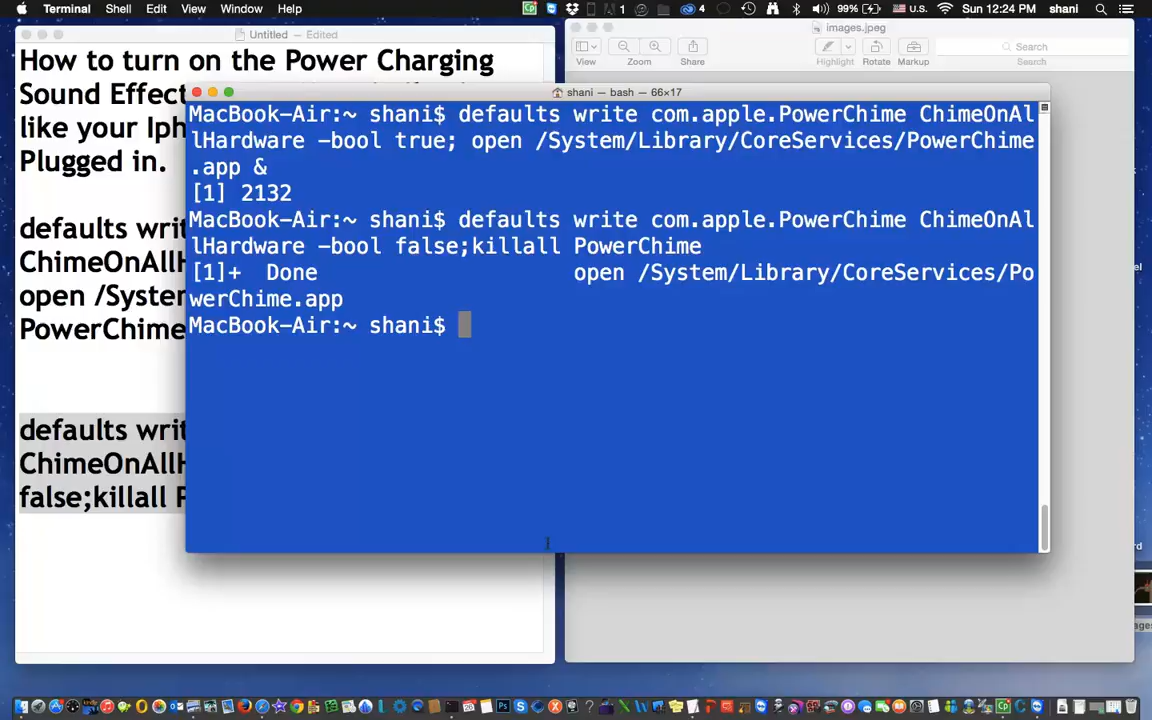 Terminal Shell Edit View Window Help
1 4 99% U.S. Sun 12:24 PM shani
Untitled — Edited
images.jpeg
View Zoom Share Highlight Rotate Markup Search
Search
How to turn on the Power Charging
Sound Effect
like your Iph
Plugged in.
defaults writ
ChimeOnAllH
open /System
PowerChime
defaults writ
ChimeOnAllH
false;killall P
shani — bash — 66×17
MacBook-Air:~ shani$ defaults write com.apple.PowerChime ChimeOnAl
lHardware -bool true; open /System/Library/CoreServices/PowerChime
.app &
[1] 2132
MacBook-Air:~ shani$ defaults write com.apple.PowerChime ChimeOnAl
lHardware -bool false;killall PowerChime
[1]+  Done                    open /System/Library/CoreServices/Po
werChime.app
MacBook-Air:~ shani$